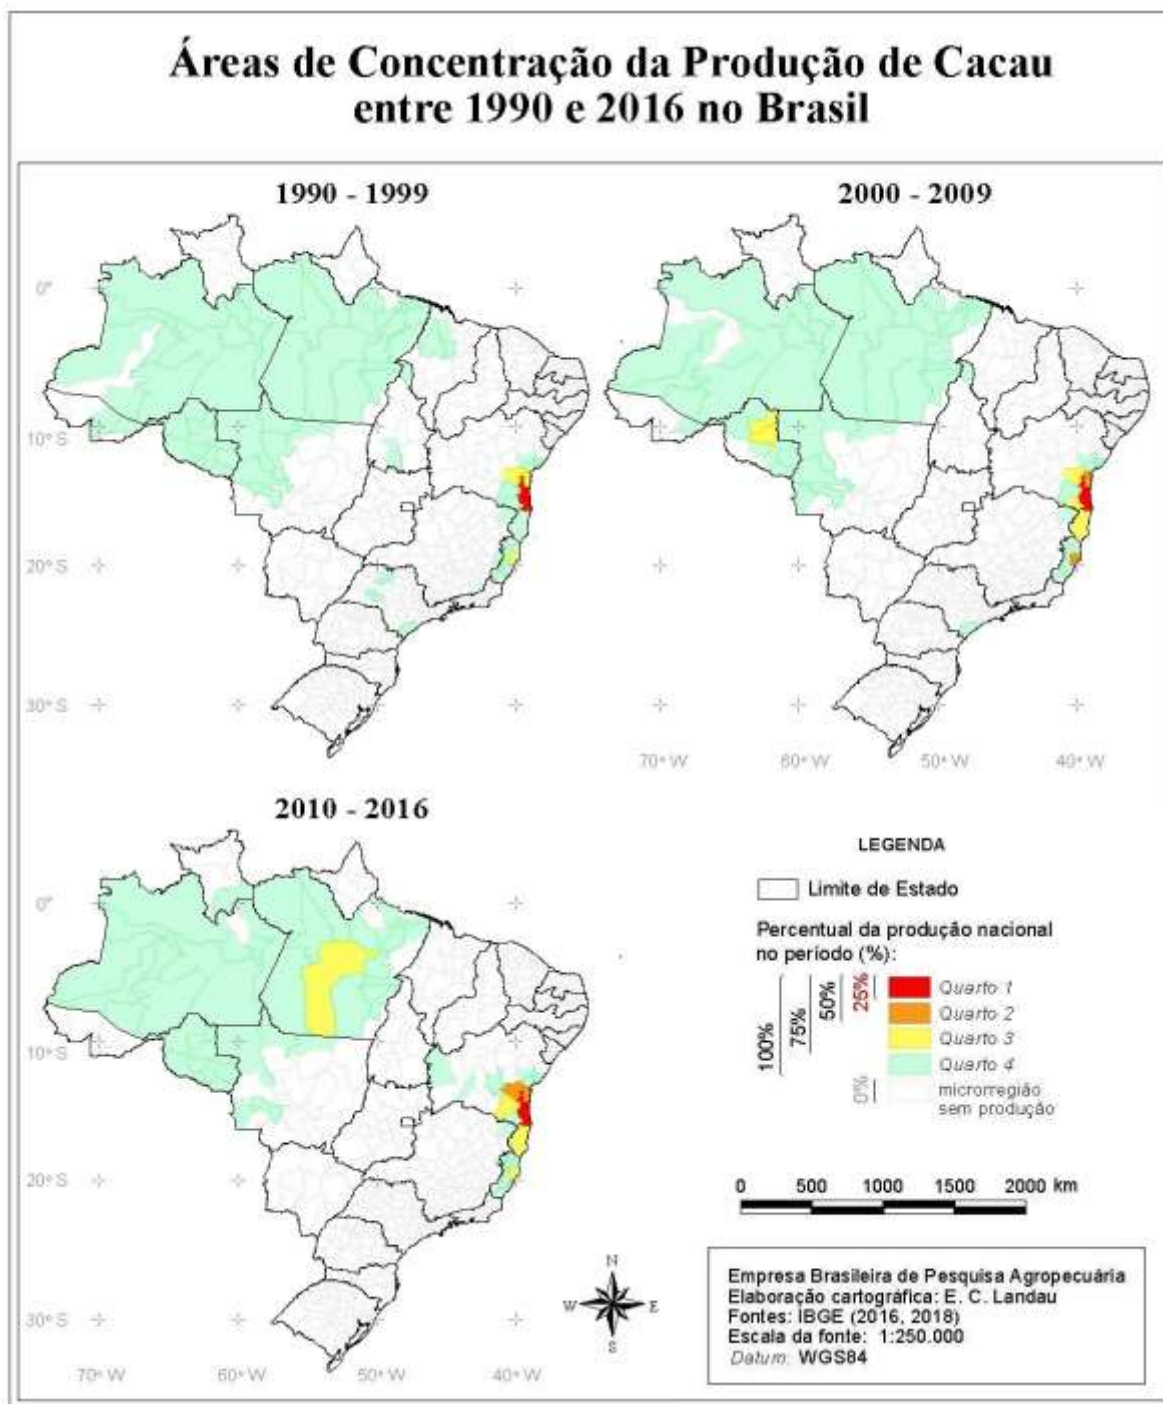 Áreas de Concentração da Produção de Cacau
entre 1990 e 2016 no Brasil
1990 - 1999
2000 - 2009
0°
10° S
20° S
30° S
70° W
60° W
50° W
40° W
2010 - 2016
0°
10° S
20° S
30° S
70° W
60° W
50° W
40° W
LEGENDA
Limite de Estado
Percentual da produção nacional
no período (%):
100%
75%
50%
25%
0%
Quarto 1
Quarto 2
Quarto 3
Quarto 4
microrregião
sem produção
0 500 1000 1500 2000 km
N
W E
S
Empresa Brasileira de Pesquisa Agropecuária
Elaboração cartográfica: E. C. Landau
Fontes: IBGE (2016, 2018)
Escala da fonte: 1:250.000
Datum: WGS84